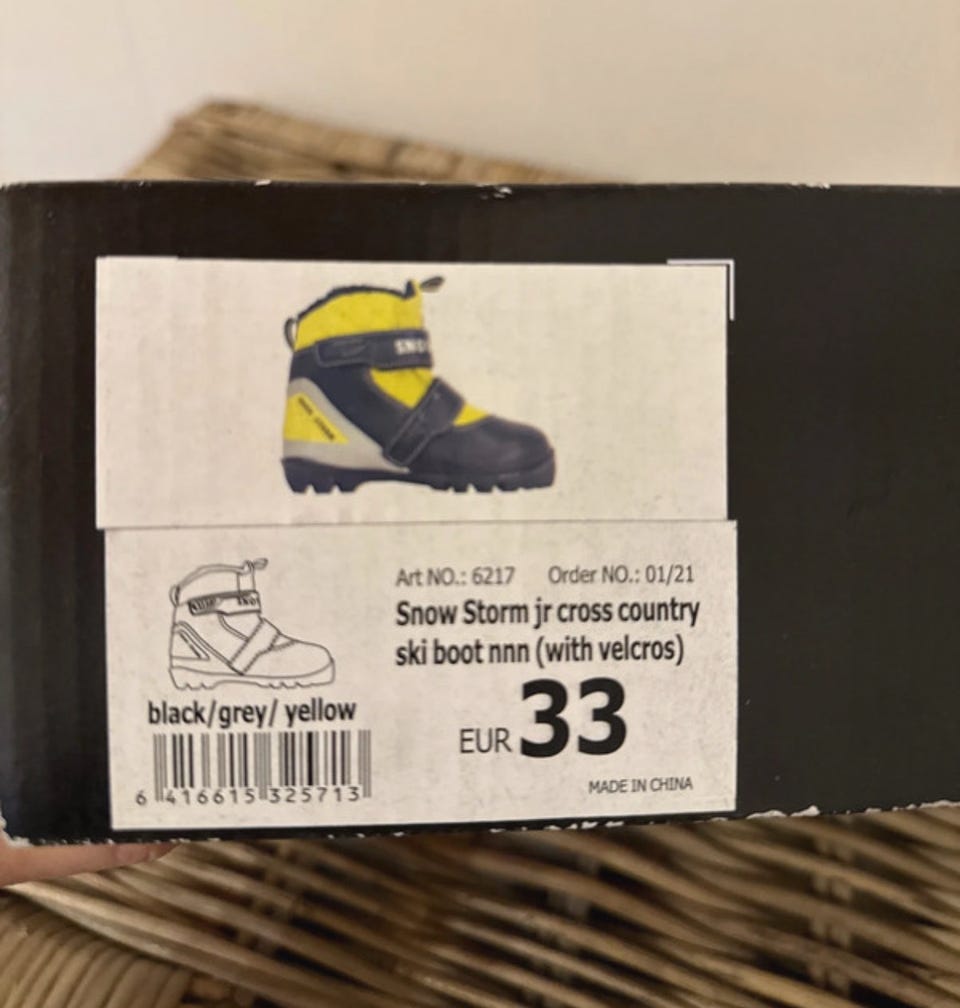 SNO
Art NO.: 6217 Order NO.: 01/21
Snow Storm jr cross country
ski boot nnn (with velcros)
black/grey/ yellow
EUR 33
6 416615 325713
MADE IN CHINA